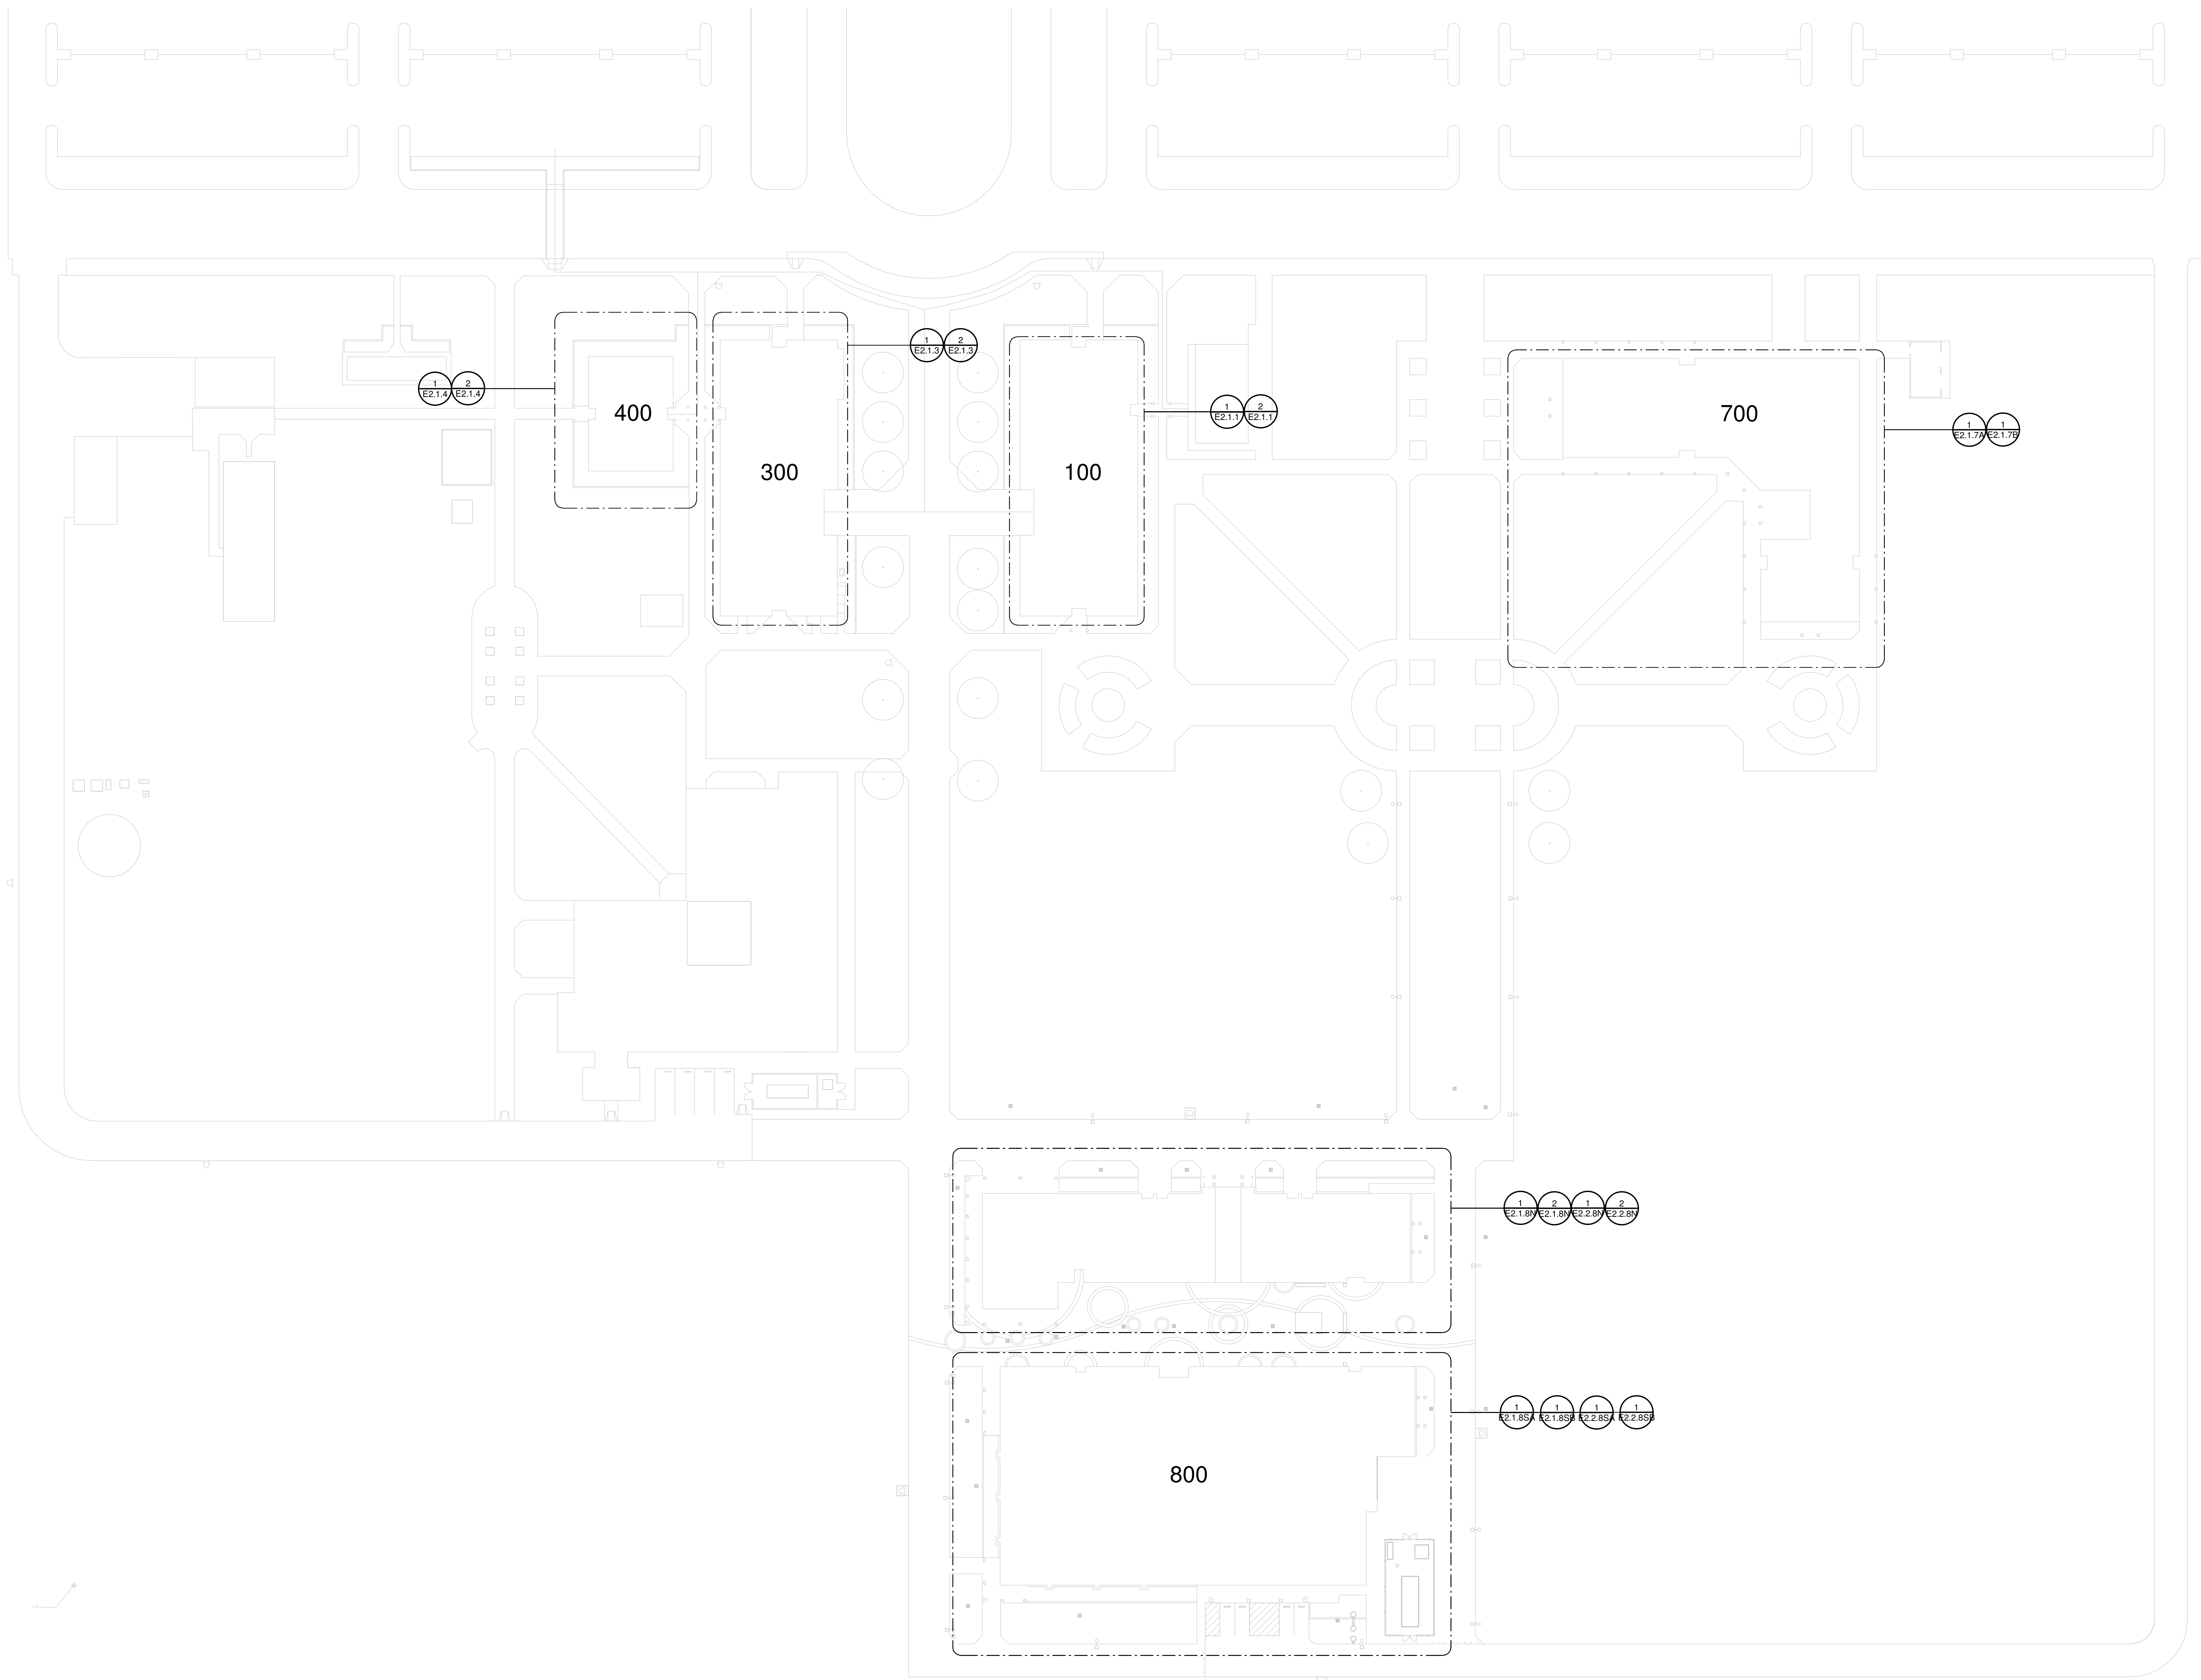 1 2
E2.1.3 E2.1.3
1 2
E2.1.4 E2.1.4
400
1 2
E2.1.1 E2.1.1
700
1 1
E2.1.7A E2.1.7B
300
100
1 2 1 2
E2.1.8N E2.1.8N E2.2.8N E2.2.8N
1 1 1 1
E2.1.8SA E2.1.8SB E2.2.8SA E2.2.8SB
800